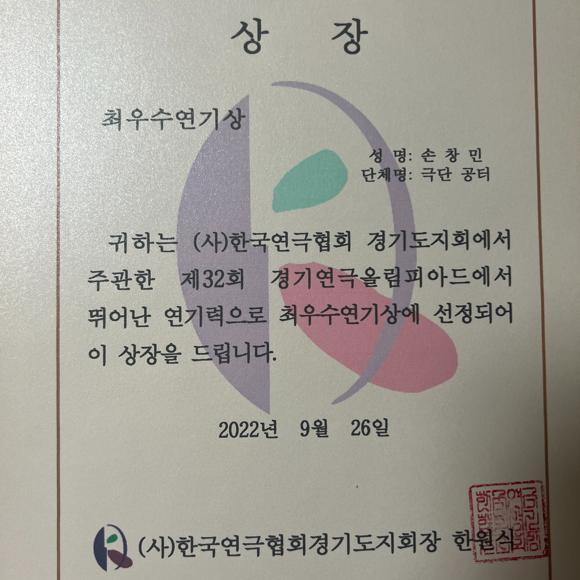 상 장
최우수연기상
성 명: 손 창 민
단체명: 극단 공터
귀하는 (사)한국연극협회 경기도지회에서
주관한 제32회 경기연극올림피아드에서
뛰어난 연기력으로 최우수연기상에 선정되어
이 상장을 드립니다.
2022년 9월 26일
(사)한국연극협회경기도지회장 한원식